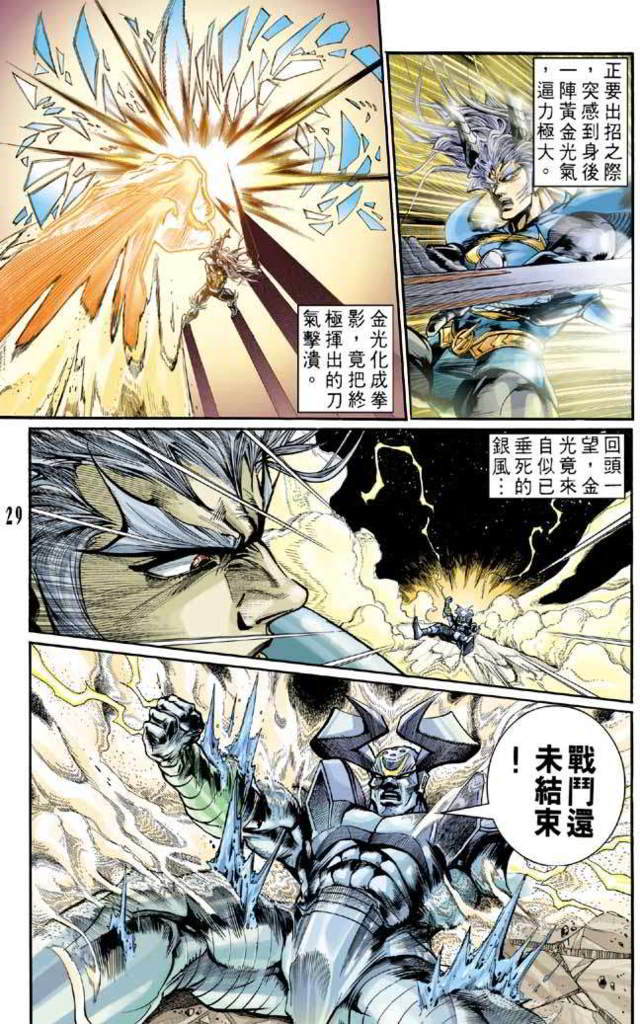 正要出招之際
，突感到身後
一陣黃金光氣
，逼力極大。
金光化成拳
影，竟把終
極揮出的刀
氣擊潰。
回頭一
望，金
光竟來
自似已
垂死的
銀風…
29
戰鬥還
未結束
！